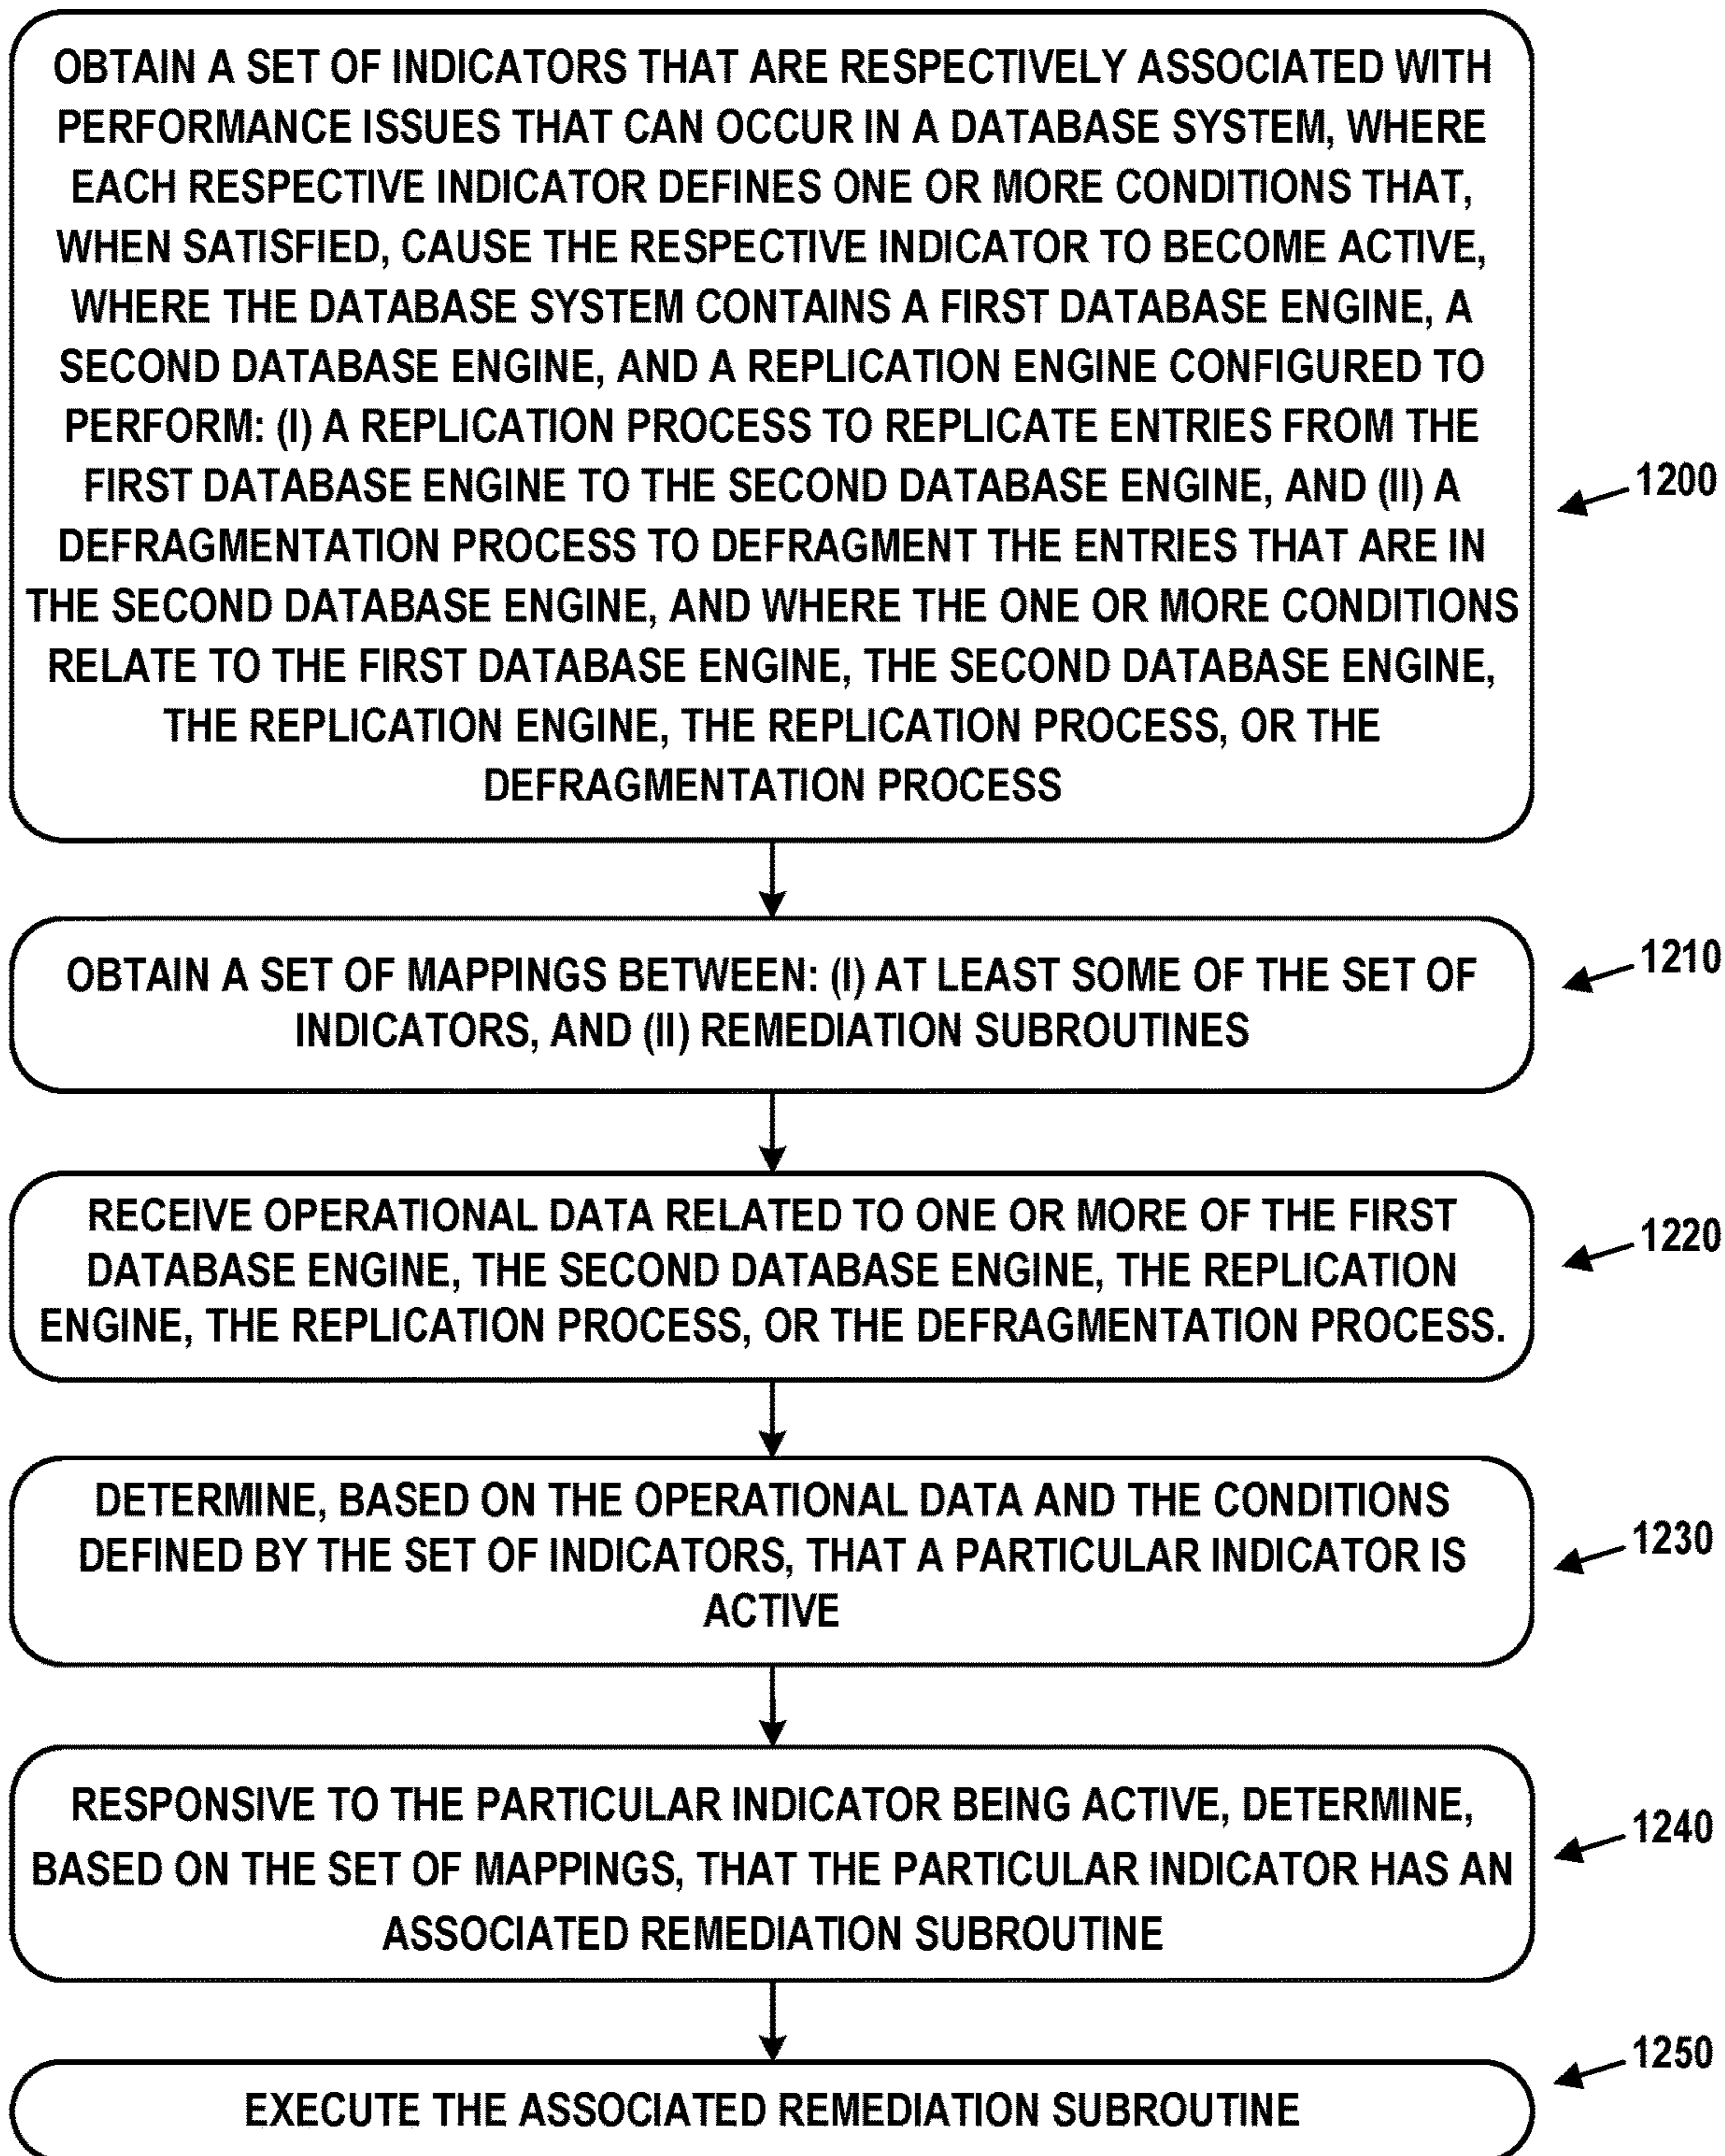 OBTAIN A SET OF INDICATORS THAT ARE RESPECTIVELY ASSOCIATED WITH
PERFORMANCE ISSUES THAT CAN OCCUR IN A DATABASE SYSTEM, WHERE
EACH RESPECTIVE INDICATOR DEFINES ONE OR MORE CONDITIONS THAT,
WHEN SATISFIED, CAUSE THE RESPECTIVE INDICATOR TO BECOME ACTIVE,
WHERE THE DATABASE SYSTEM CONTAINS A FIRST DATABASE ENGINE, A
SECOND DATABASE ENGINE, AND A REPLICATION ENGINE CONFIGURED TO
PERFORM: (I) A REPLICATION PROCESS TO REPLICATE ENTRIES FROM THE
FIRST DATABASE ENGINE TO THE SECOND DATABASE ENGINE, AND (II) A
DEFRAGMENTATION PROCESS TO DEFRAGMENT THE ENTRIES THAT ARE IN
THE SECOND DATABASE ENGINE, AND WHERE THE ONE OR MORE CONDITIONS
RELATE TO THE FIRST DATABASE ENGINE, THE SECOND DATABASE ENGINE,
THE REPLICATION ENGINE, THE REPLICATION PROCESS, OR THE
DEFRAGMENTATION PROCESS
1200
OBTAIN A SET OF MAPPINGS BETWEEN: (I) AT LEAST SOME OF THE SET OF
INDICATORS, AND (II) REMEDIATION SUBROUTINES
1210
RECEIVE OPERATIONAL DATA RELATED TO ONE OR MORE OF THE FIRST
DATABASE ENGINE, THE SECOND DATABASE ENGINE, THE REPLICATION
ENGINE, THE REPLICATION PROCESS, OR THE DEFRAGMENTATION PROCESS.
1220
DETERMINE, BASED ON THE OPERATIONAL DATA AND THE CONDITIONS
DEFINED BY THE SET OF INDICATORS, THAT A PARTICULAR INDICATOR IS
ACTIVE
1230
RESPONSIVE TO THE PARTICULAR INDICATOR BEING ACTIVE, DETERMINE,
BASED ON THE SET OF MAPPINGS, THAT THE PARTICULAR INDICATOR HAS AN
ASSOCIATED REMEDIATION SUBROUTINE
1240
EXECUTE THE ASSOCIATED REMEDIATION SUBROUTINE
1250